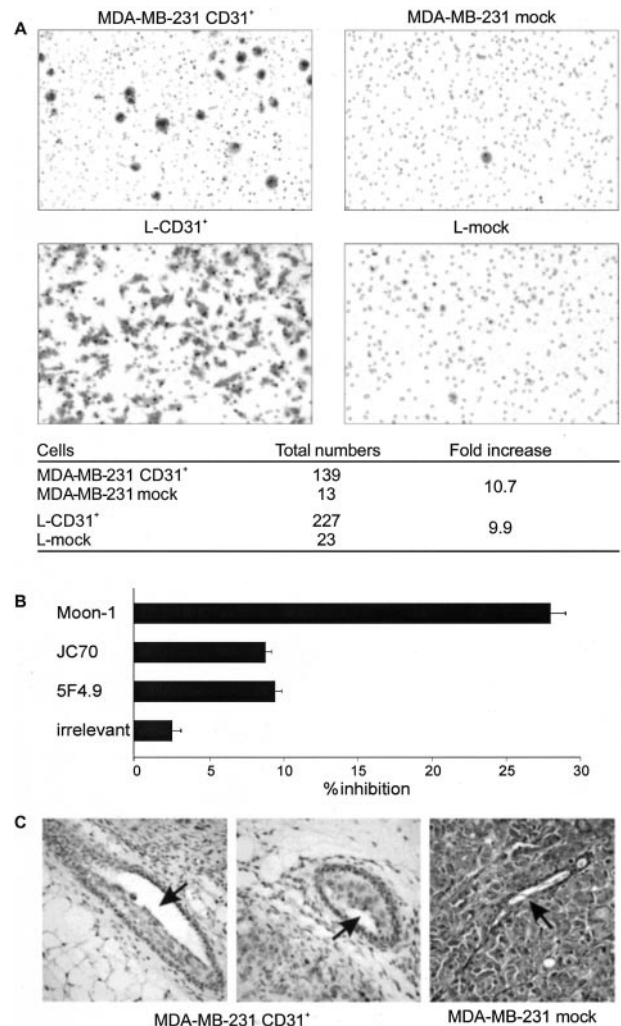 A
MDA-MB-231 CD31⁺ MDA-MB-231 mock
L-CD31⁺ L-mock
Cells Total numbers Fold increase
MDA-MB-231 CD31⁺ 139 10.7
MDA-MB-231 mock 13
L-CD31⁺ 227 9.9
L-mock 23
B
Moon-1
JC70
5F4.9
irrelevant
0 5 10 15 20 25 30
%inhibition
C
MDA-MB-231 CD31⁺ MDA-MB-231 mock